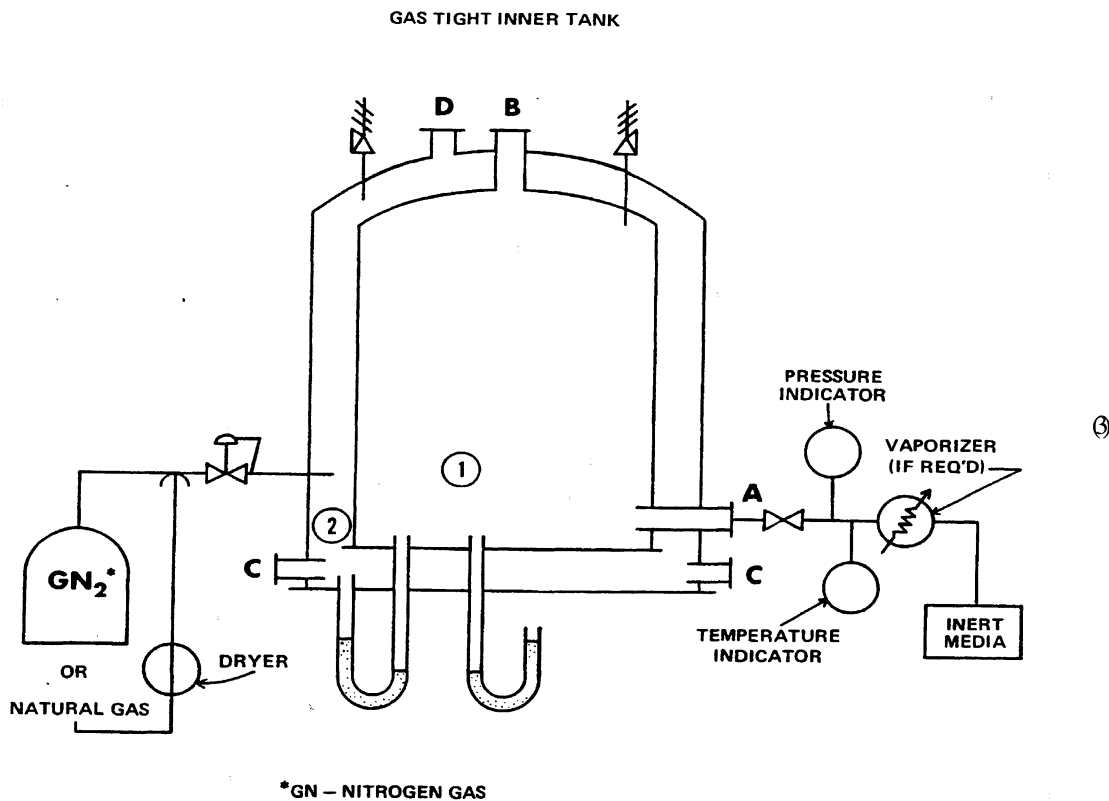 GAS TIGHT INNER TANK
D
B
PRESSURE
INDICATOR
③
VAPORIZER
(IF REQ'D)
①
A
②
C
C
GN₂*
INERT
MEDIA
TEMPERATURE
INDICATOR
DRYER
OR
NATURAL GAS
*GN – NITROGEN GAS